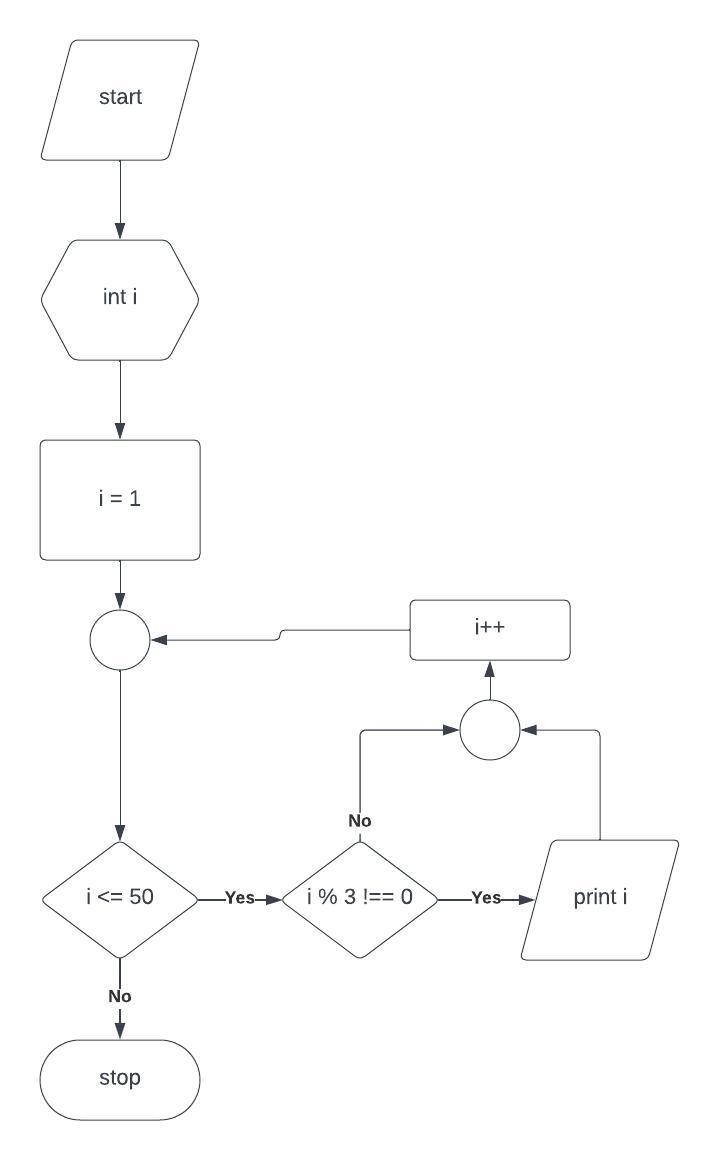 start
int i
i = 1
i++
No
i <= 50
Yes
i % 3 !== 0
Yes
print i
No
stop